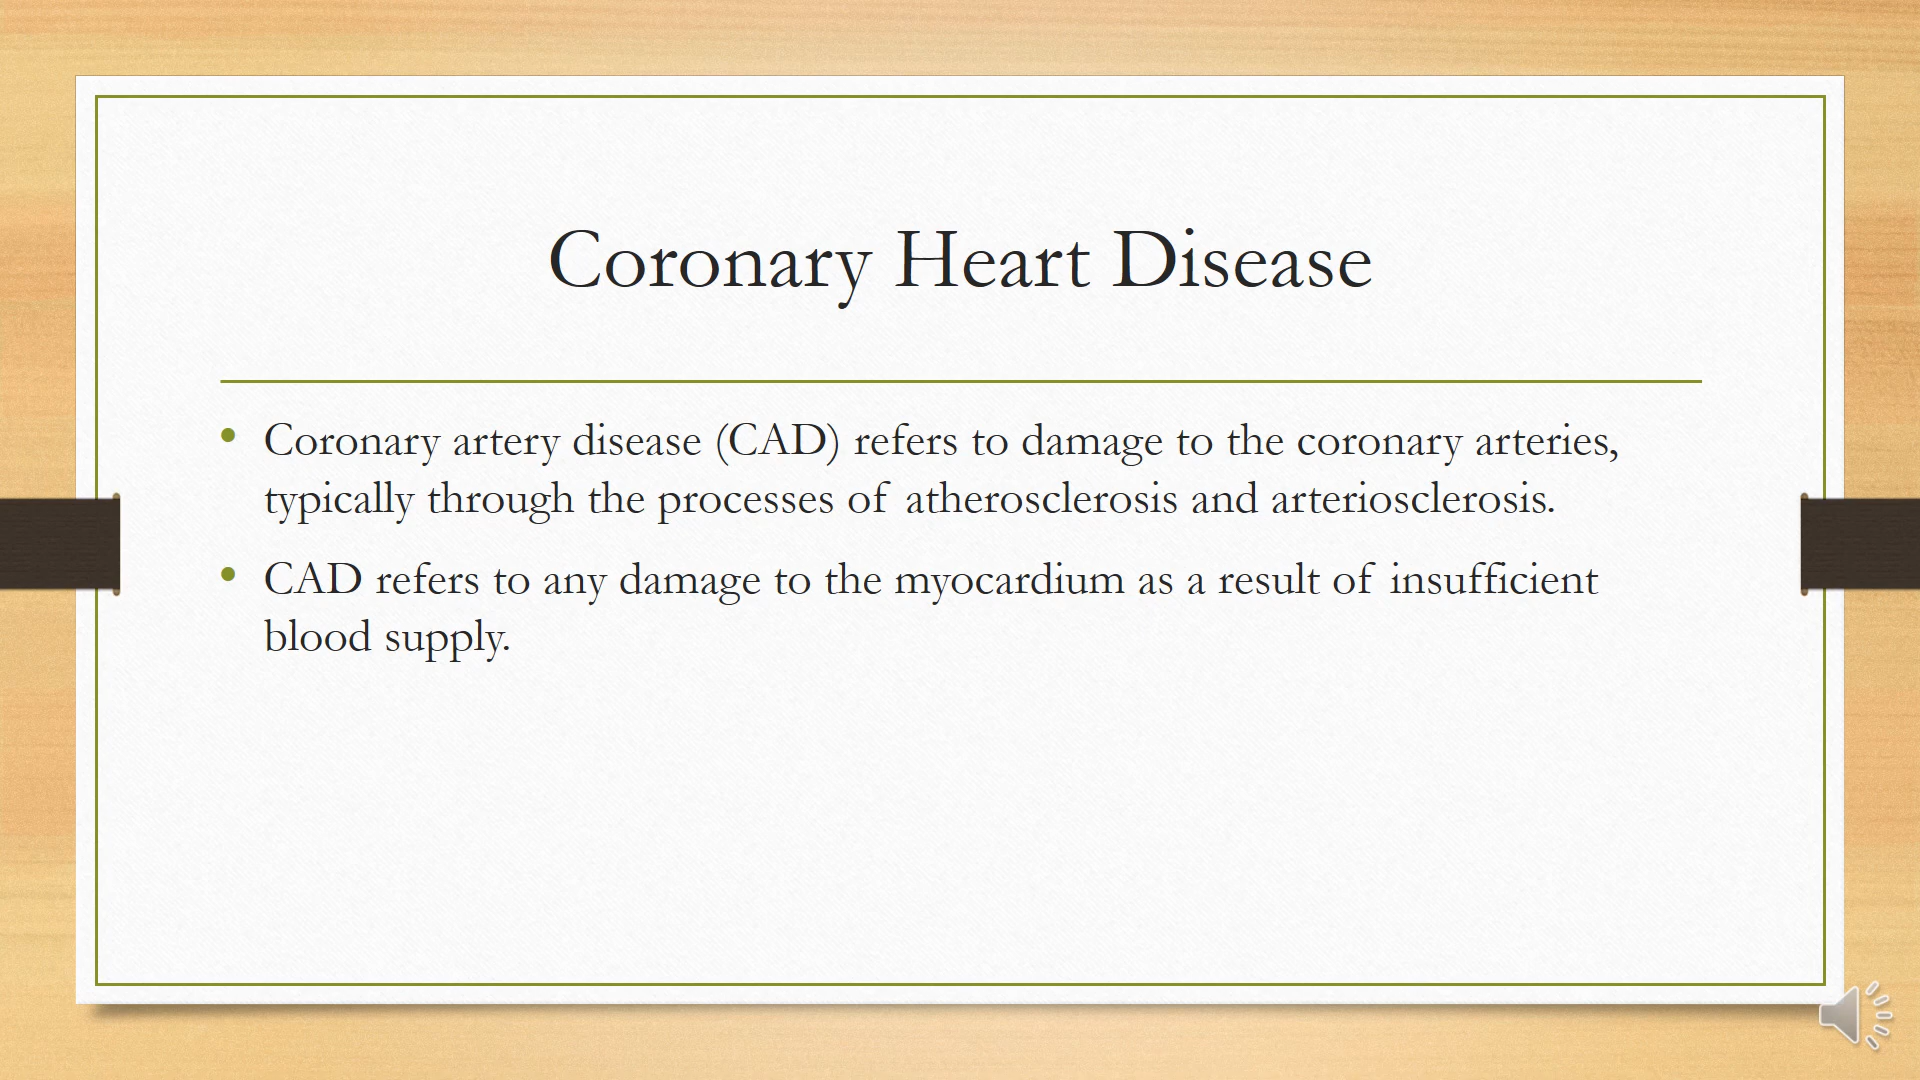 Coronary Heart Disease
• Coronary artery disease (CAD) refers to damage to the coronary arteries,
typically through the processes of atherosclerosis and arteriosclerosis.
• CAD refers to any damage to the myocardium as a result of insufficient
blood supply.